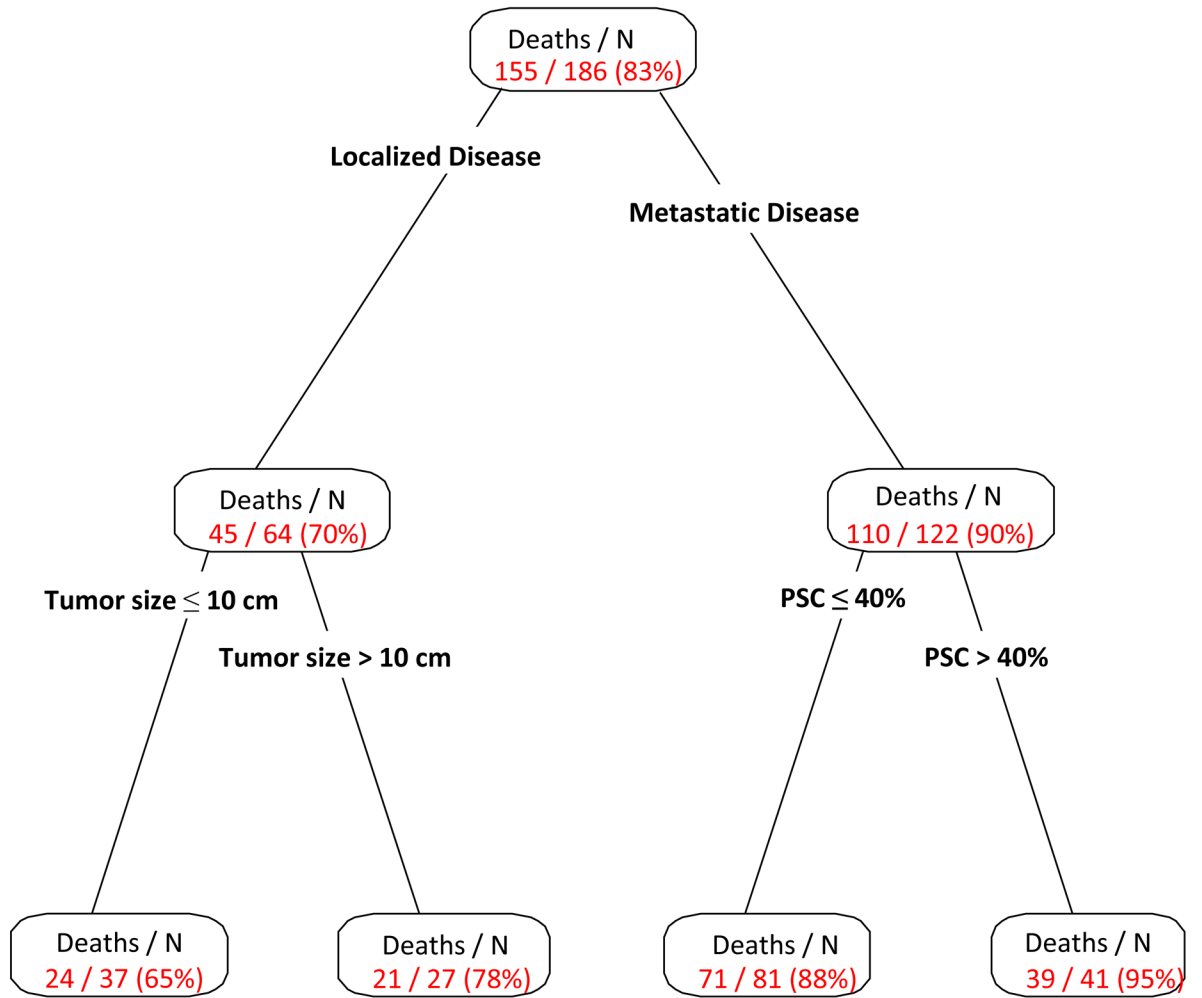 Deaths / N
155 / 186 (83%)
Localized Disease
Metastatic Disease
Deaths / N
45 / 64 (70%)
Deaths / N
110 / 122 (90%)
Tumor size ≤ 10 cm
Tumor size > 10 cm
PSC ≤ 40%
PSC > 40%
Deaths / N
24 / 37 (65%)
Deaths / N
21 / 27 (78%)
Deaths / N
71 / 81 (88%)
Deaths / N
39 / 41 (95%)